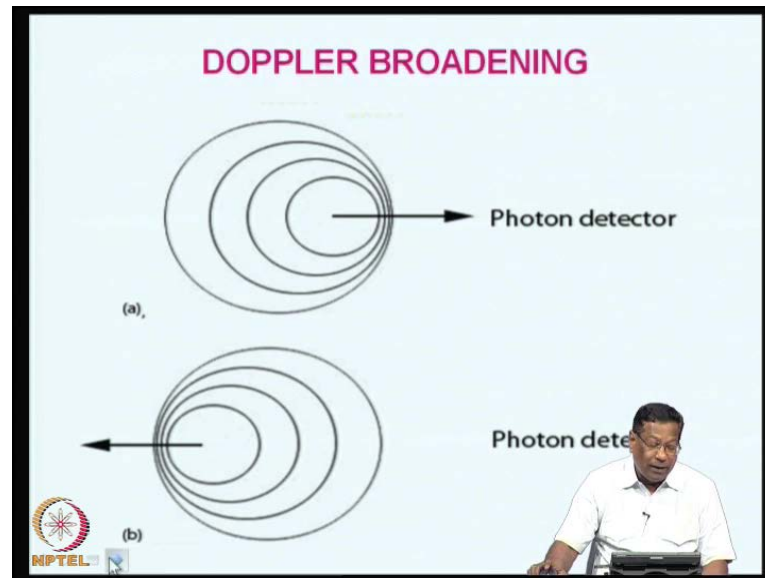 DOPPLER BROADENING
Photon detector
(a),
Photon dete
(b)
NPTEL